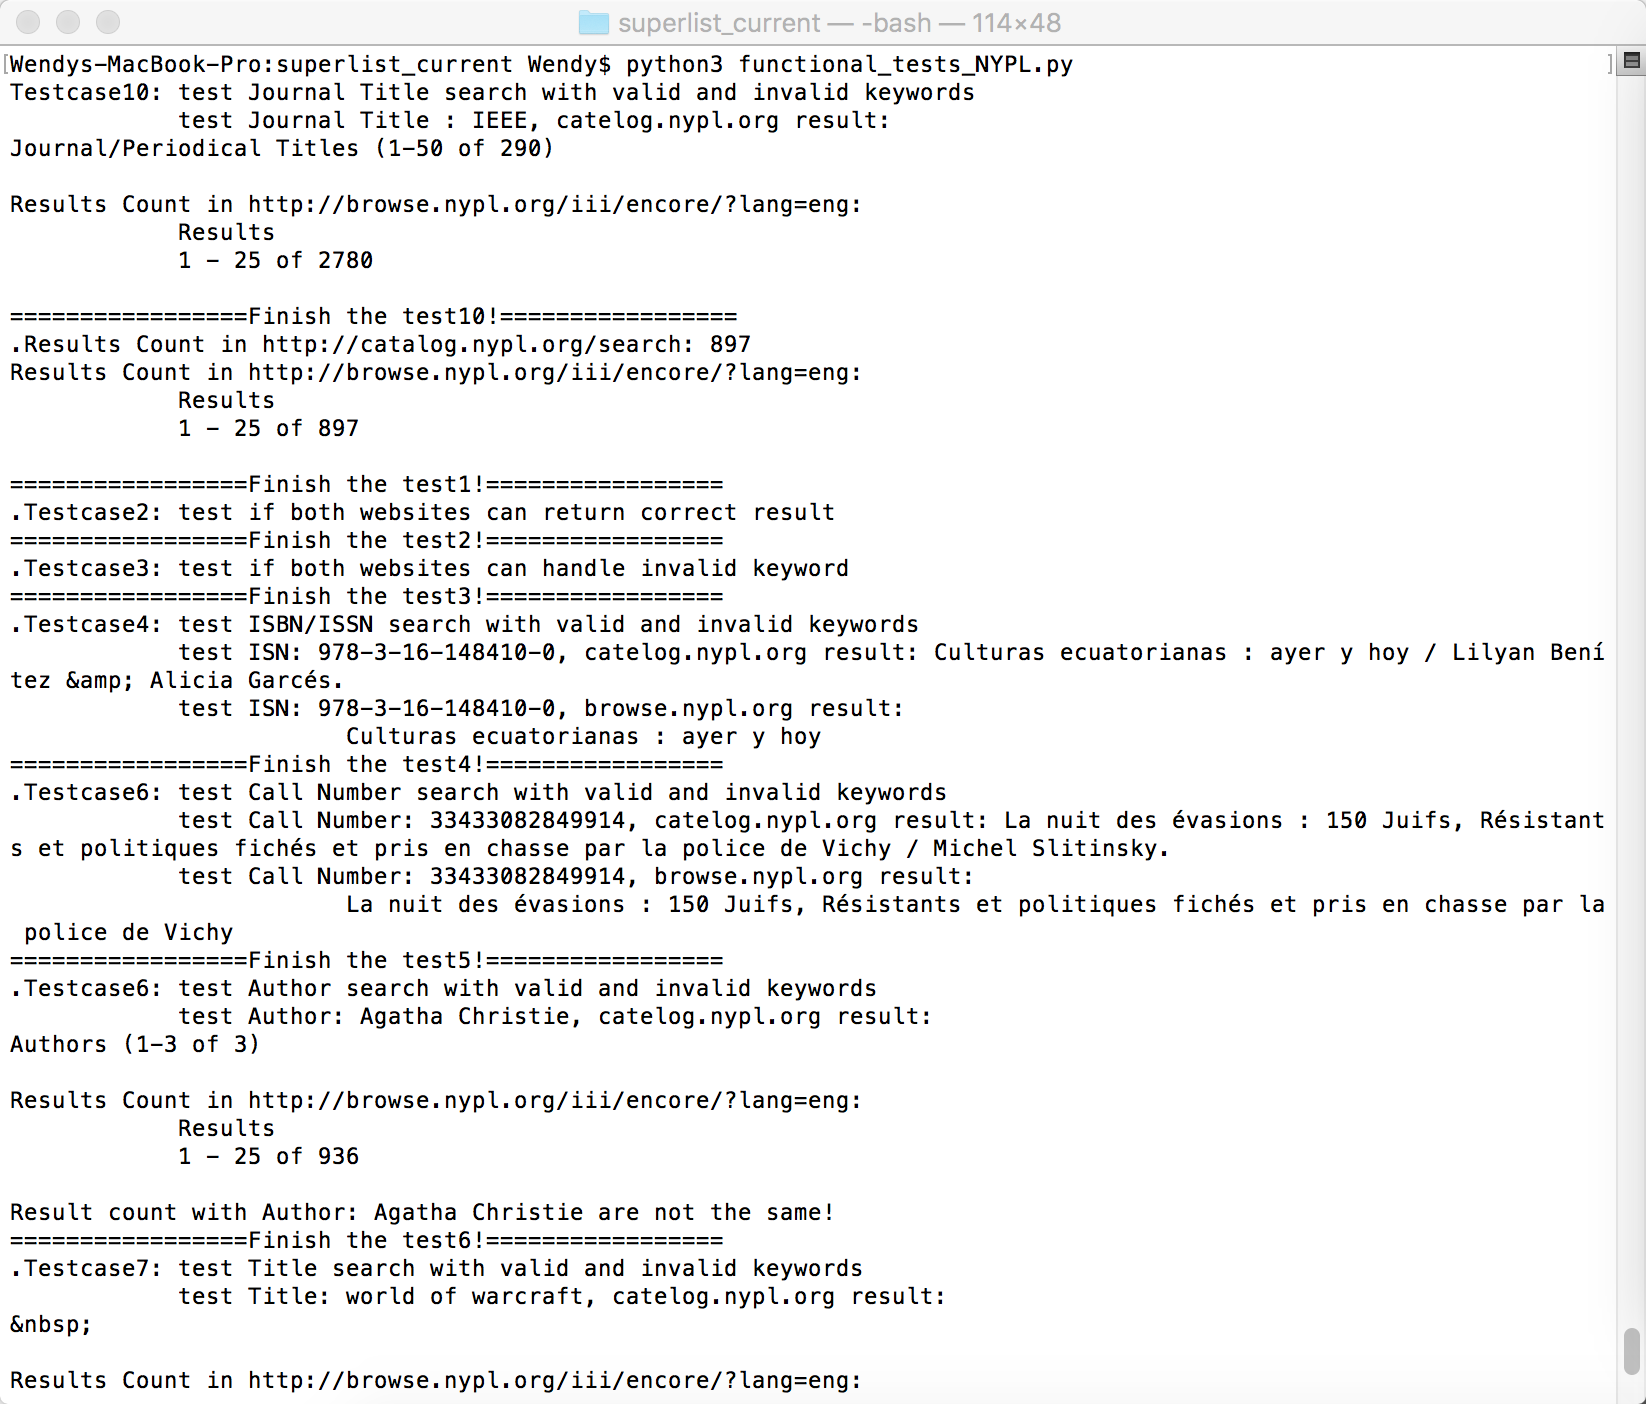 superlist_current — -bash — 114×48
[Wendys-MacBook-Pro:superlist_current Wendy$ python3 functional_tests_NYPL.py ]
Testcase10: test Journal Title search with valid and invalid keywords
            test Journal Title : IEEE, catelog.nypl.org result:
Journal/Periodical Titles (1-50 of 290)

Results Count in http://browse.nypl.org/iii/encore/?lang=eng:
            Results
            1 - 25 of 2780

=================Finish the test10!=================
.Results Count in http://catalog.nypl.org/search: 897
Results Count in http://browse.nypl.org/iii/encore/?lang=eng:
            Results
            1 - 25 of 897

=================Finish the test1!=================
.Testcase2: test if both websites can return correct result
=================Finish the test2!=================
.Testcase3: test if both websites can handle invalid keyword
=================Finish the test3!=================
.Testcase4: test ISBN/ISSN search with valid and invalid keywords
            test ISN: 978-3-16-148410-0, catelog.nypl.org result: Culturas ecuatorianas : ayer y hoy / Lilyan Bení
tez &amp; Alicia Garcés.
            test ISN: 978-3-16-148410-0, browse.nypl.org result:
                        Culturas ecuatorianas : ayer y hoy
=================Finish the test4!=================
.Testcase6: test Call Number search with valid and invalid keywords
            test Call Number: 33433082849914, catelog.nypl.org result: La nuit des évasions : 150 Juifs, Résistant
s et politiques fichés et pris en chasse par la police de Vichy / Michel Slitinsky.
            test Call Number: 33433082849914, browse.nypl.org result:
                        La nuit des évasions : 150 Juifs, Résistants et politiques fichés et pris en chasse par la
 police de Vichy
=================Finish the test5!=================
.Testcase6: test Author search with valid and invalid keywords
            test Author: Agatha Christie, catelog.nypl.org result:
Authors (1-3 of 3)

Results Count in http://browse.nypl.org/iii/encore/?lang=eng:
            Results
            1 - 25 of 936

Result count with Author: Agatha Christie are not the same!
=================Finish the test6!=================
.Testcase7: test Title search with valid and invalid keywords
            test Title: world of warcraft, catelog.nypl.org result:
&nbsp;

Results Count in http://browse.nypl.org/iii/encore/?lang=eng: